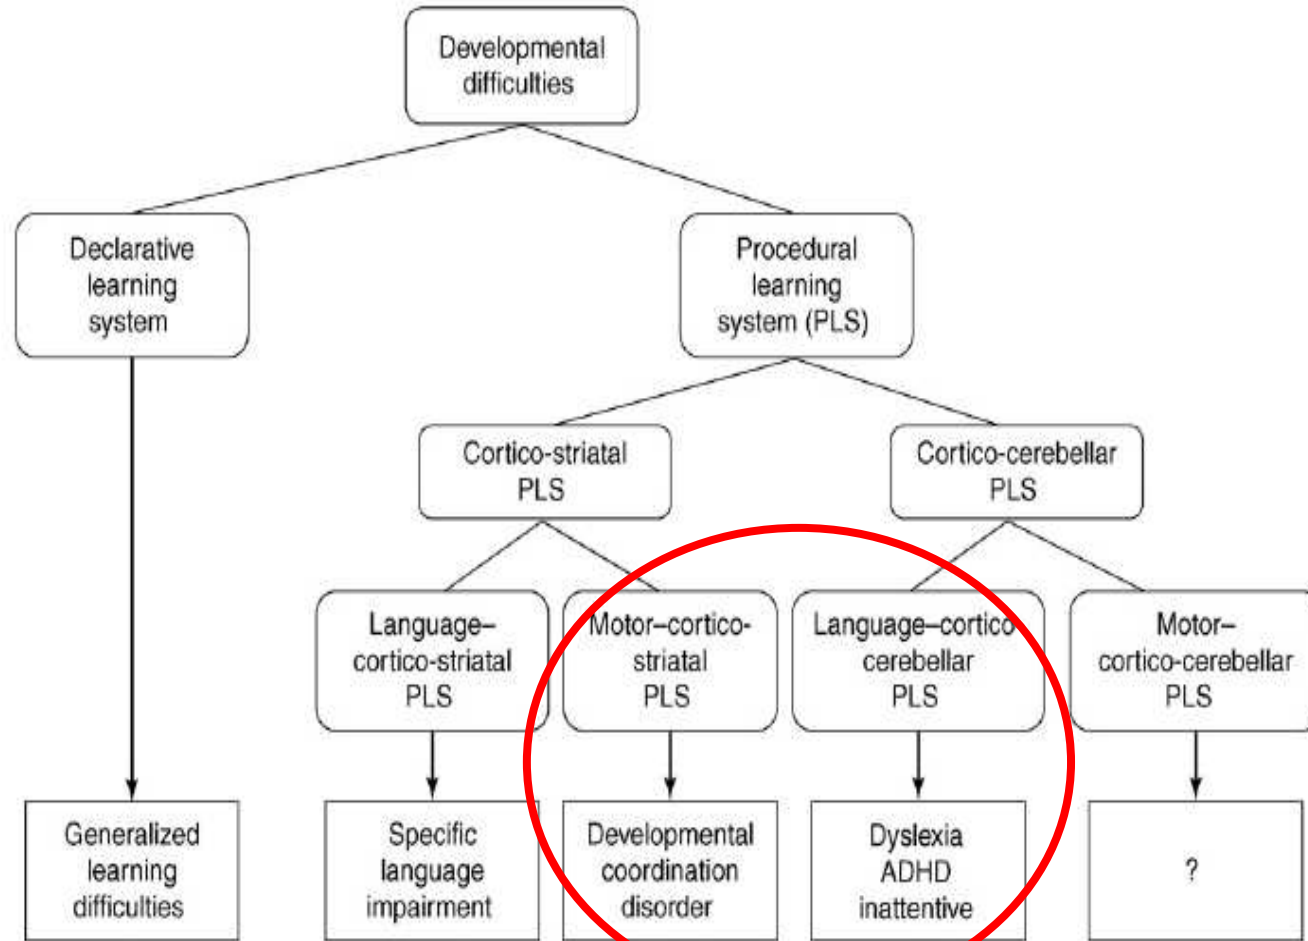 Developmental
difficulties
Declarative
learning
system
Procedural
learning
system (PLS)
Cortico-striatal
PLS
Cortico-cerebellar
PLS
Language–
cortico-striatal
PLS
Motor–cortico-
striatal
PLS
Language–cortico
cerebellar
PLS
Motor–
cortico-cerebellar
PLS
Generalized
learning
difficulties
Specific
language
impairment
Developmental
coordination
disorder
Dyslexia
ADHD
inattentive
?